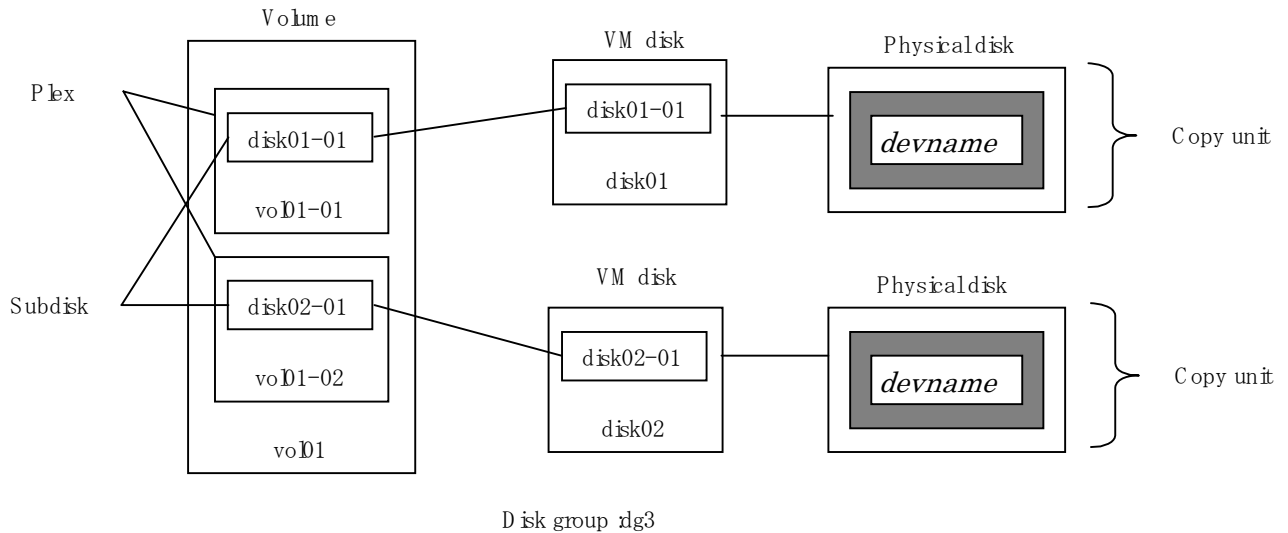 Volume
VM disk
Physical disk
Plex
disk01-01
disk01-01
devname
Copy unit
disk01
vol01-01
VM disk
Physical disk
Subdisk
disk02-01
disk02-01
devname
Copy unit
vol01-02
disk02
vol01
Disk group :dg3